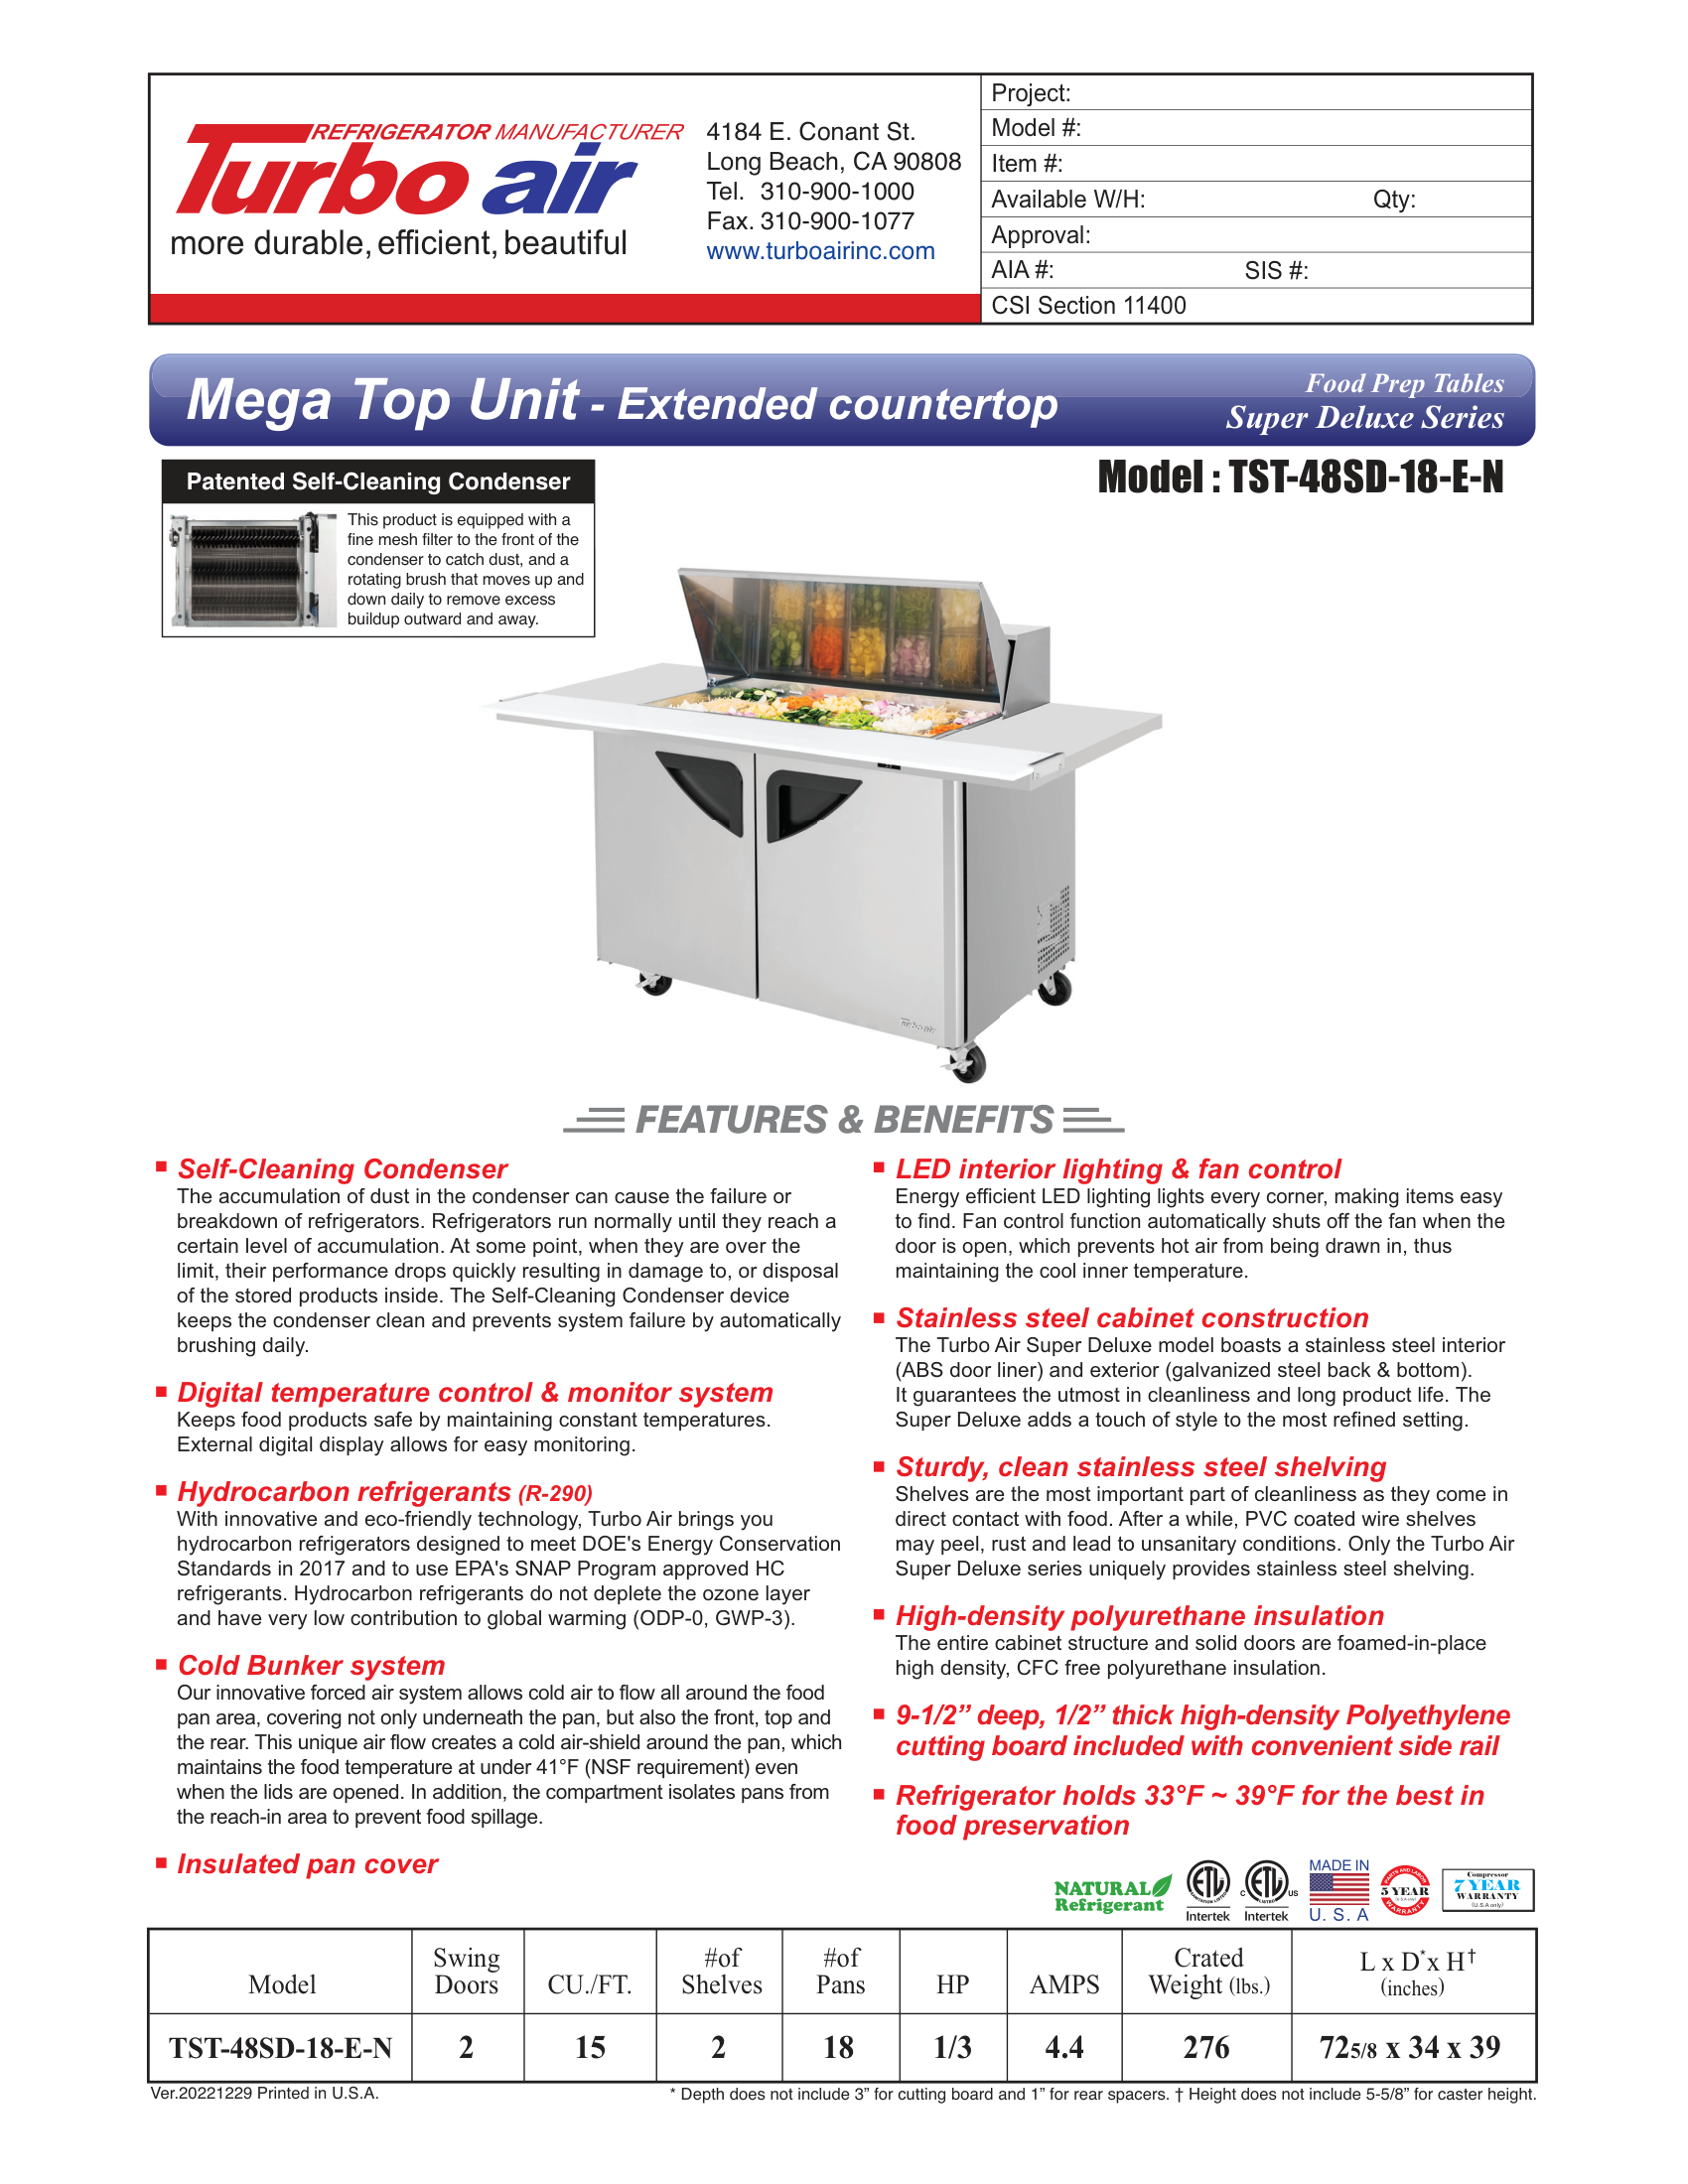 REFRIGERATOR MANUFACTURER
Turbo air
more durable, efficient, beautiful
4184 E. Conant St.
Long Beach, CA 90808
Tel. 310-900-1000
Fax. 310-900-1077
www.turboairinc.com
Project:
Model #:
Item #:
Available W/H: Qty:
Approval:
AIA #: SIS #:
CSI Section 11400
Mega Top Unit - Extended countertop
Food Prep Tables
Super Deluxe Series
Patented Self-Cleaning Condenser
This product is equipped with a
fine mesh filter to the front of the
condenser to catch dust, and a
rotating brush that moves up and
down daily to remove excess
buildup outward and away.
Model : TST-48SD-18-E-N
Turbo air
FEATURES & BENEFITS
Self-Cleaning Condenser
The accumulation of dust in the condenser can cause the failure or
breakdown of refrigerators. Refrigerators run normally until they reach a
certain level of accumulation. At some point, when they are over the
limit, their performance drops quickly resulting in damage to, or disposal
of the stored products inside. The Self-Cleaning Condenser device
keeps the condenser clean and prevents system failure by automatically
brushing daily.
Digital temperature control & monitor system
Keeps food products safe by maintaining constant temperatures.
External digital display allows for easy monitoring.
Hydrocarbon refrigerants (R-290)
With innovative and eco-friendly technology, Turbo Air brings you
hydrocarbon refrigerators designed to meet DOE's Energy Conservation
Standards in 2017 and to use EPA's SNAP Program approved HC
refrigerants. Hydrocarbon refrigerants do not deplete the ozone layer
and have very low contribution to global warming (ODP-0, GWP-3).
Cold Bunker system
Our innovative forced air system allows cold air to flow all around the food
pan area, covering not only underneath the pan, but also the front, top and
the rear. This unique air flow creates a cold air-shield around the pan, which
maintains the food temperature at under 41°F (NSF requirement) even
when the lids are opened. In addition, the compartment isolates pans from
the reach-in area to prevent food spillage.
Insulated pan cover
LED interior lighting & fan control
Energy efficient LED lighting lights every corner, making items easy
to find. Fan control function automatically shuts off the fan when the
door is open, which prevents hot air from being drawn in, thus
maintaining the cool inner temperature.
Stainless steel cabinet construction
The Turbo Air Super Deluxe model boasts a stainless steel interior
(ABS door liner) and exterior (galvanized steel back & bottom).
It guarantees the utmost in cleanliness and long product life. The
Super Deluxe adds a touch of style to the most refined setting.
Sturdy, clean stainless steel shelving
Shelves are the most important part of cleanliness as they come in
direct contact with food. After a while, PVC coated wire shelves
may peel, rust and lead to unsanitary conditions. Only the Turbo Air
Super Deluxe series uniquely provides stainless steel shelving.
High-density polyurethane insulation
The entire cabinet structure and solid doors are foamed-in-place
high density, CFC free polyurethane insulation.
9-1/2” deep, 1/2” thick high-density Polyethylene
cutting board included with convenient side rail
Refrigerator holds 33°F ~ 39°F for the best in
food preservation
NATURAL
Refrigerant
ETL
SANITATION LISTED
Intertek
C ETL US
LISTED
Intertek
MADE IN
U. S. A
PARTS AND LABOR
5 YEAR
(U.S.A only)
WARRANTY
Compressor
7 YEAR
WARRANTY
(U.S.A only)
Model
Swing
Doors
CU./FT.
#of
Shelves
#of
Pans
HP
AMPS
Crated
Weight (lbs.)
L x D* x H†
(inches)
TST-48SD-18-E-N 2 15 2 18 1/3 4.4 276 725/8 x 34 x 39
Ver.20221229 Printed in U.S.A.
* Depth does not include 3” for cutting board and 1” for rear spacers. † Height does not include 5-5/8” for caster height.